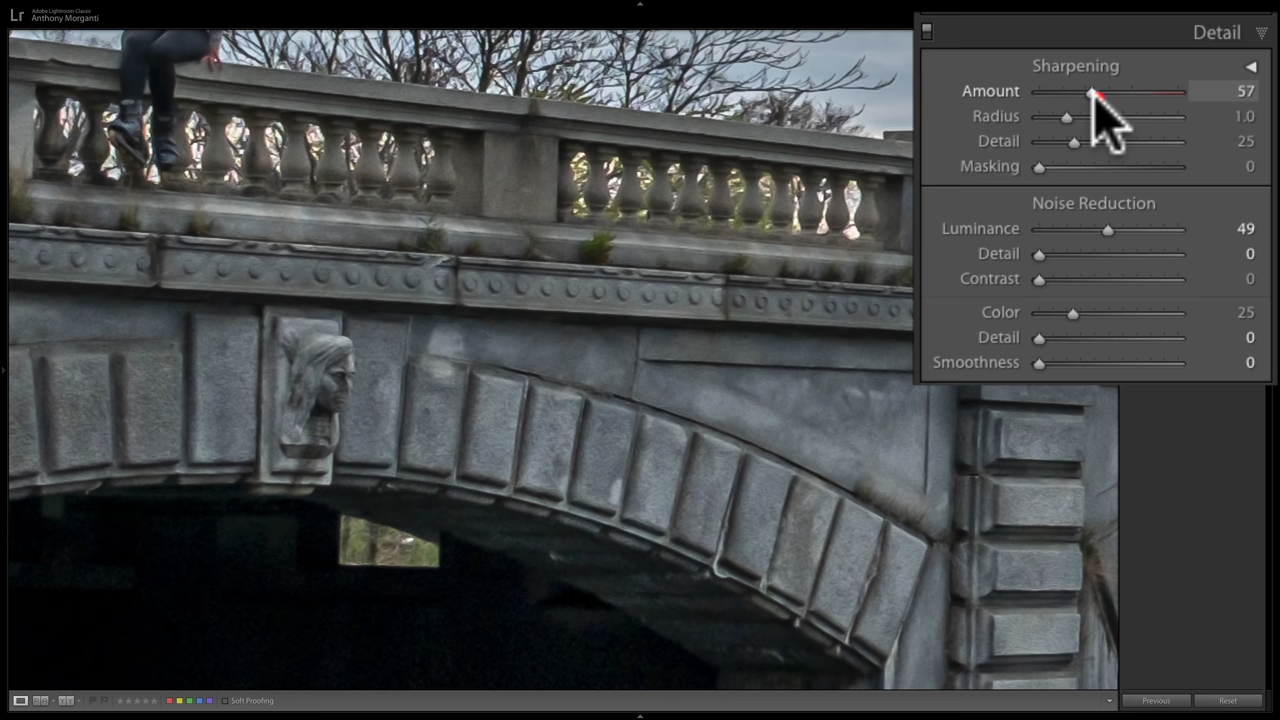 Lr
Adobe Lightroom Classic
Anthony Morganti
Detail
Sharpening
Amount 57
Radius 1.0
Detail 25
Masking 0
Noise Reduction
Luminance 49
Detail 0
Contrast 0
Color 25
Detail 0
Smoothness 0
Soft Proofing
Previous
Reset